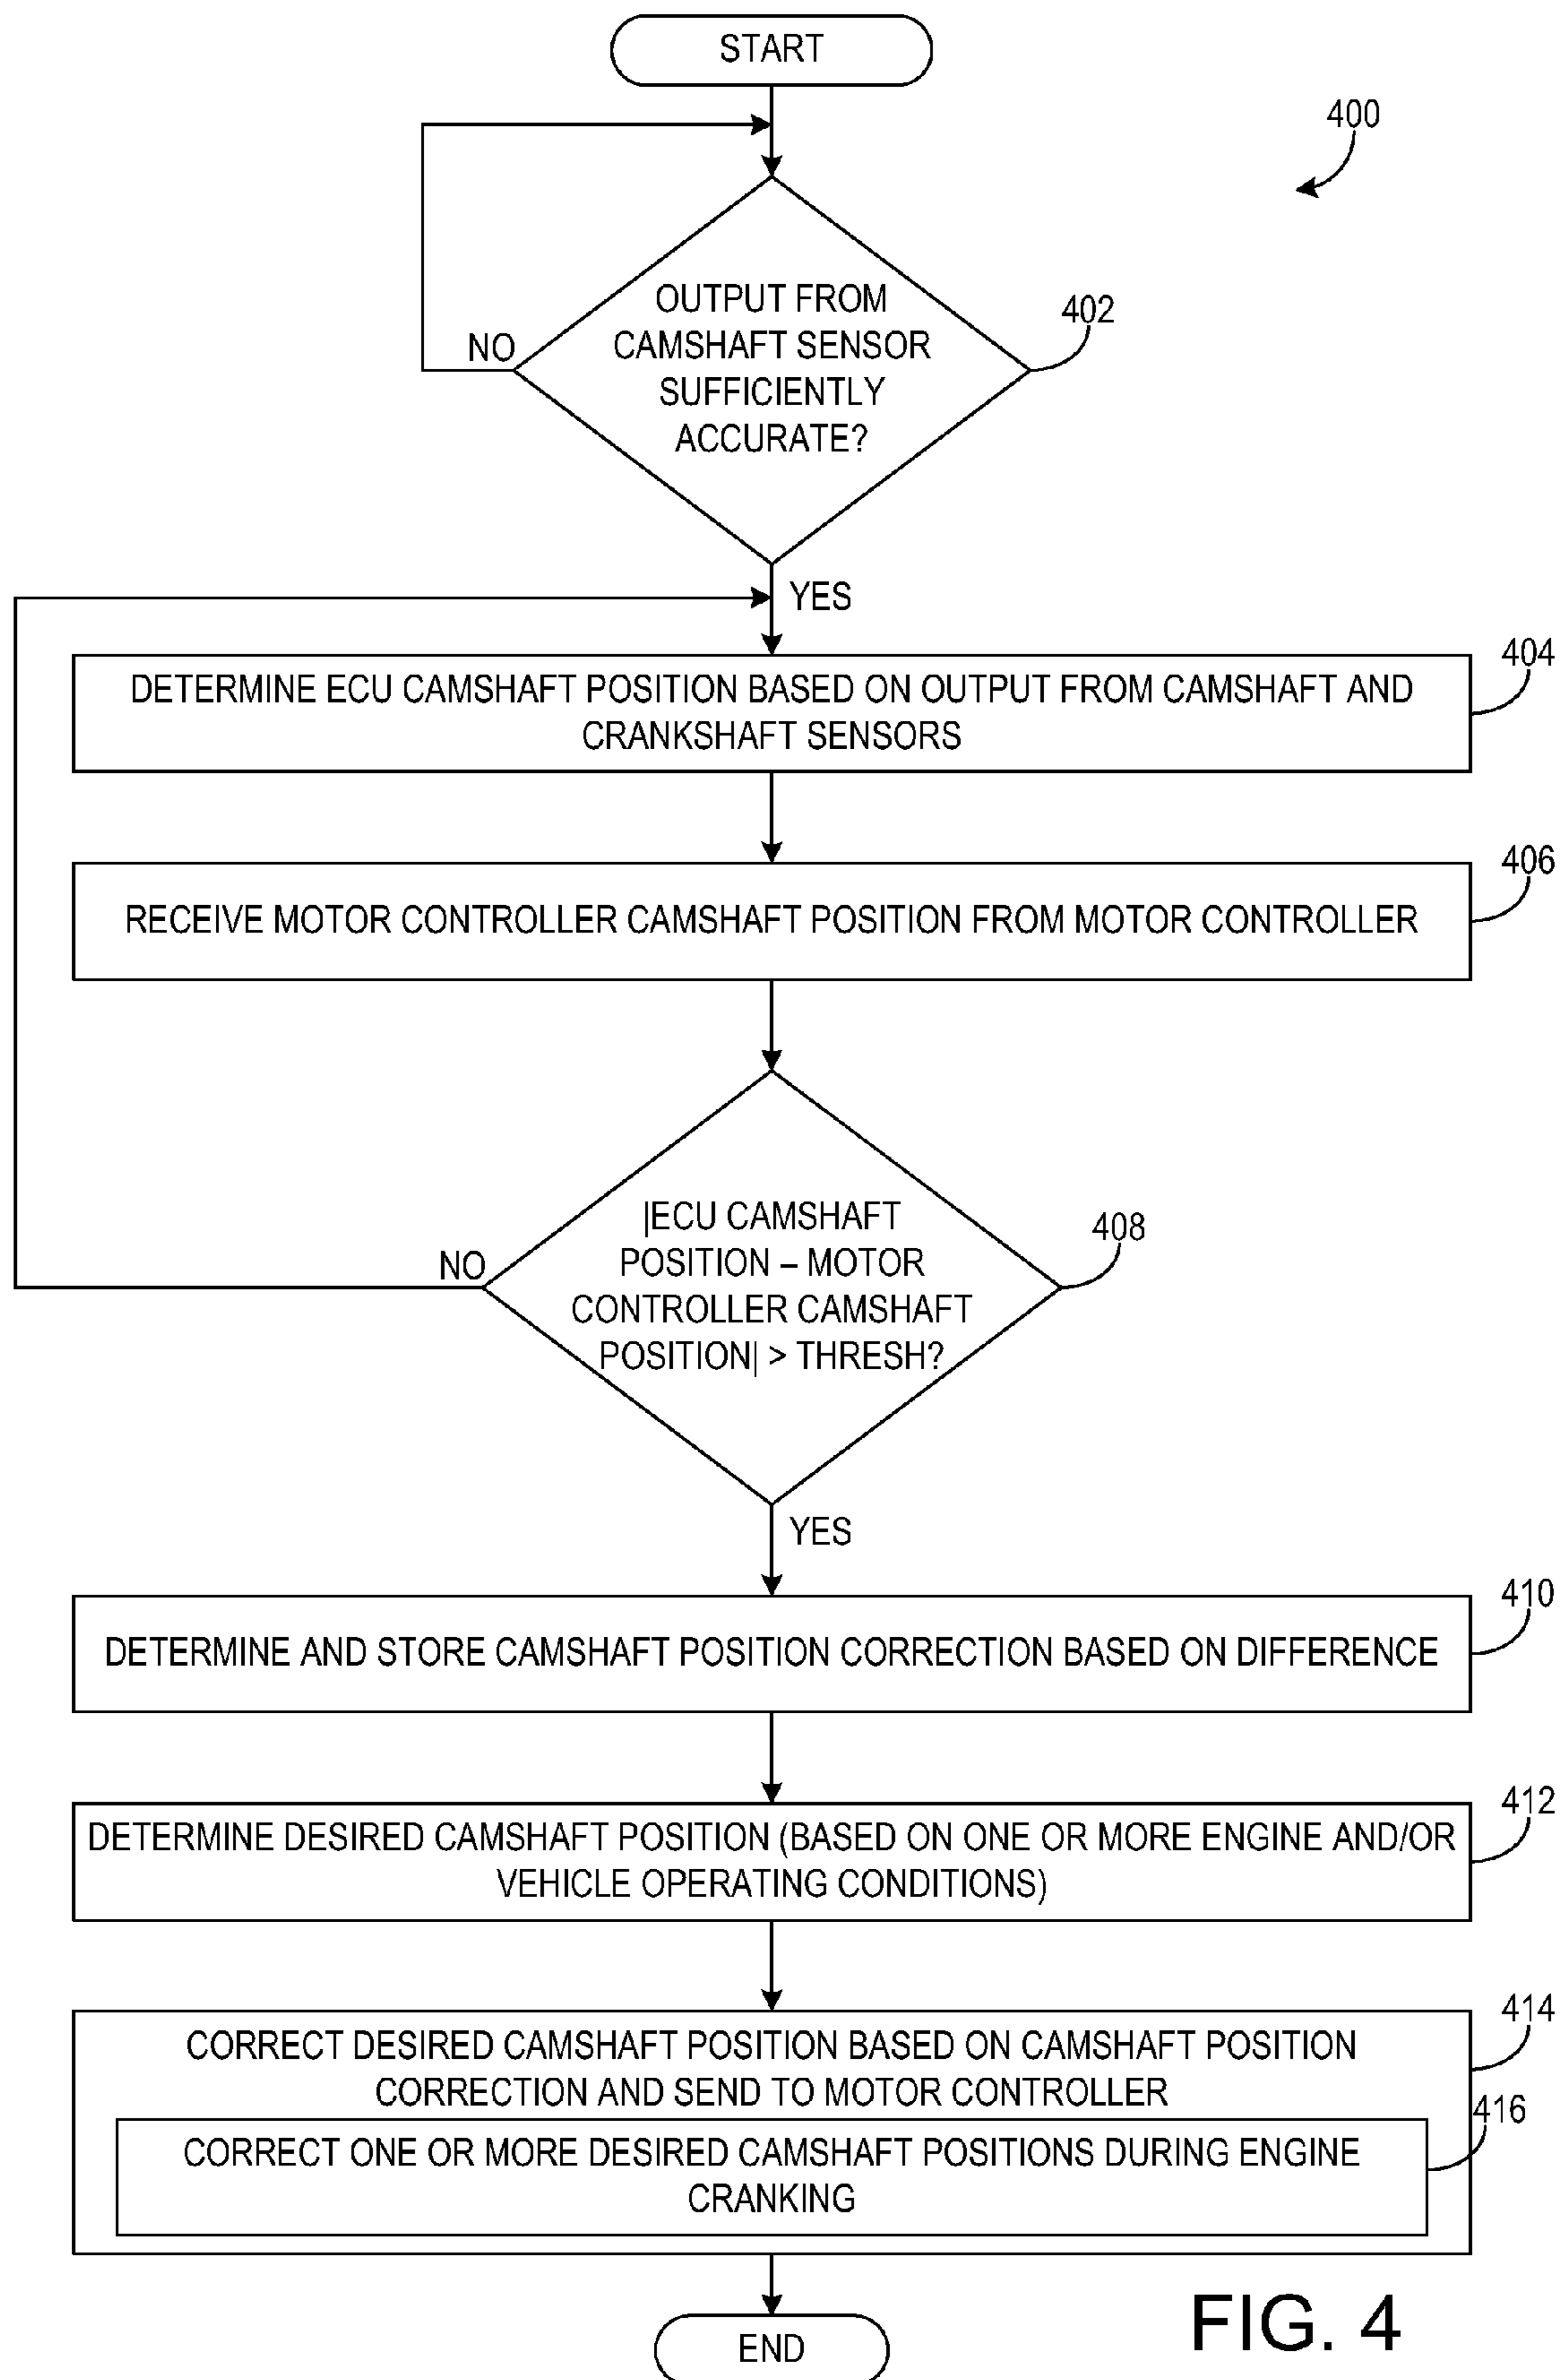 START
400
OUTPUT FROM
CAMSHAFT SENSOR
SUFFICIENTLY
ACCURATE?
402
NO
YES
404
DETERMINE ECU CAMSHAFT POSITION BASED ON OUTPUT FROM CAMSHAFT AND
CRANKSHAFT SENSORS
406
RECEIVE MOTOR CONTROLLER CAMSHAFT POSITION FROM MOTOR CONTROLLER
|ECU CAMSHAFT
POSITION – MOTOR
CONTROLLER CAMSHAFT
POSITION| > THRESH?
408
NO
YES
410
DETERMINE AND STORE CAMSHAFT POSITION CORRECTION BASED ON DIFFERENCE
412
DETERMINE DESIRED CAMSHAFT POSITION (BASED ON ONE OR MORE ENGINE AND/OR
VEHICLE OPERATING CONDITIONS)
414
CORRECT DESIRED CAMSHAFT POSITION BASED ON CAMSHAFT POSITION
CORRECTION AND SEND TO MOTOR CONTROLLER
416
CORRECT ONE OR MORE DESIRED CAMSHAFT POSITIONS DURING ENGINE
CRANKING
END
FIG. 4